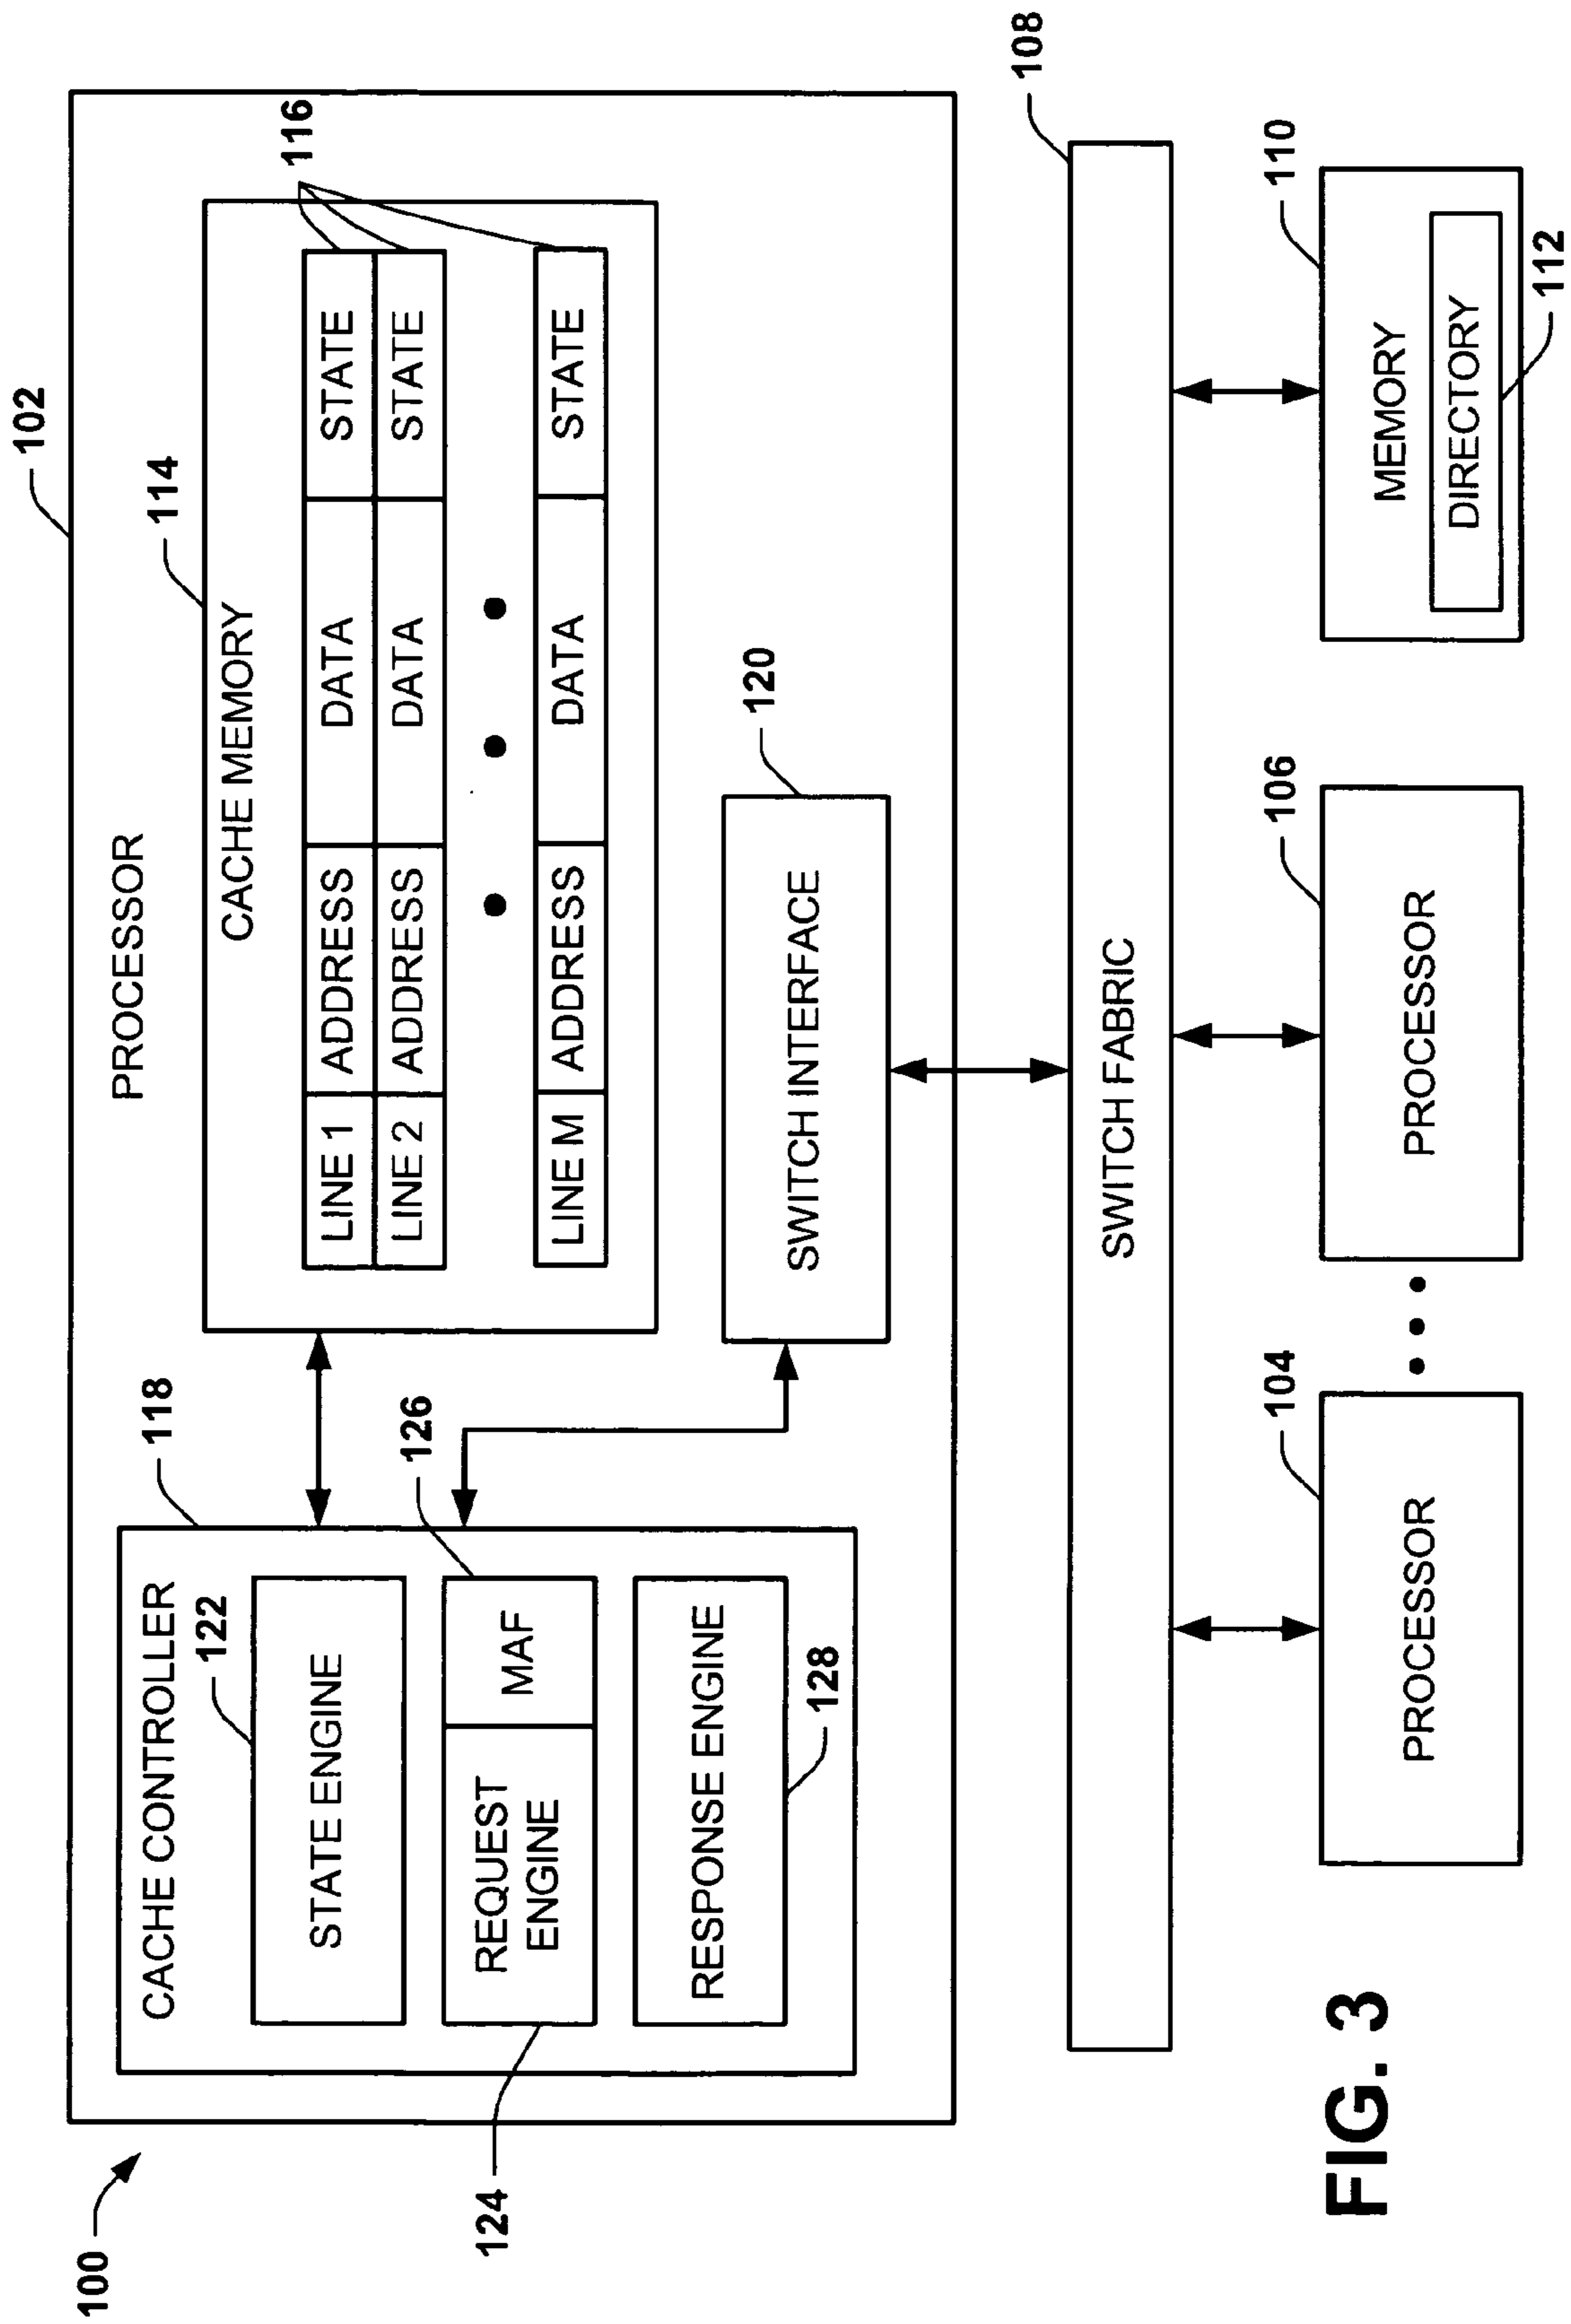 100
102
PROCESSOR
118
CACHE CONTROLLER
122
STATE ENGINE
126
REQUEST
ENGINE
MAF
124
RESPONSE ENGINE
128
114
CACHE MEMORY
116
LINE 1 ADDRESS DATA STATE
LINE 2 ADDRESS DATA STATE
LINE M ADDRESS DATA STATE
120
SWITCH INTERFACE
108
SWITCH FABRIC
104
PROCESSOR
106
PROCESSOR
110
MEMORY
DIRECTORY
112
FIG. 3